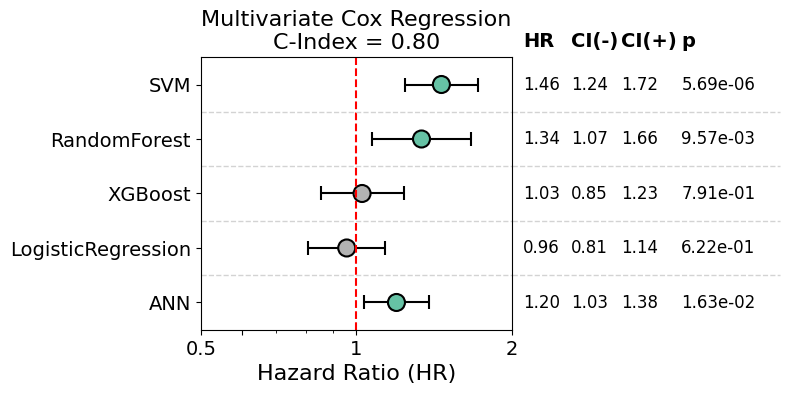 Multivariate Cox Regression
C-Index = 0.80
HR CI(-) CI(+) p
SVM 1.46 1.24 1.72 5.69e-06
RandomForest 1.34 1.07 1.66 9.57e-03
XGBoost 1.03 0.85 1.23 7.91e-01
LogisticRegression 0.96 0.81 1.14 6.22e-01
ANN 1.20 1.03 1.38 1.63e-02
0.5 1 2
Hazard Ratio (HR)